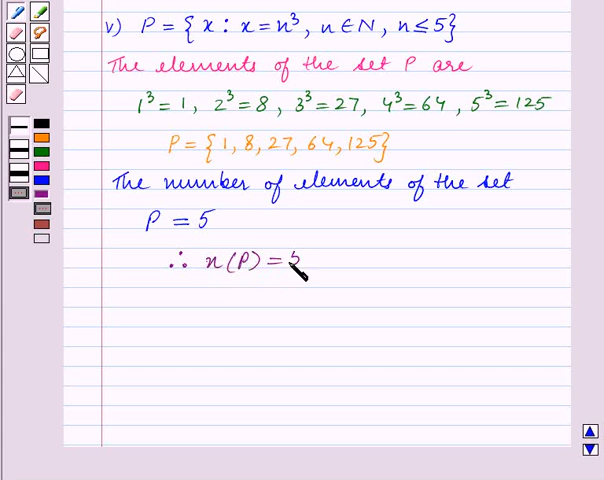 v) P = { x : x = n³, n ∈ N, n ≤ 5}
The elements of the set P are
1³ = 1, 2³ = 8, 3³ = 27, 4³ = 64, 5³ = 125
P = {1, 8, 27, 64, 125}
The number of elements of the set
P = 5
∴ n(P) = 5